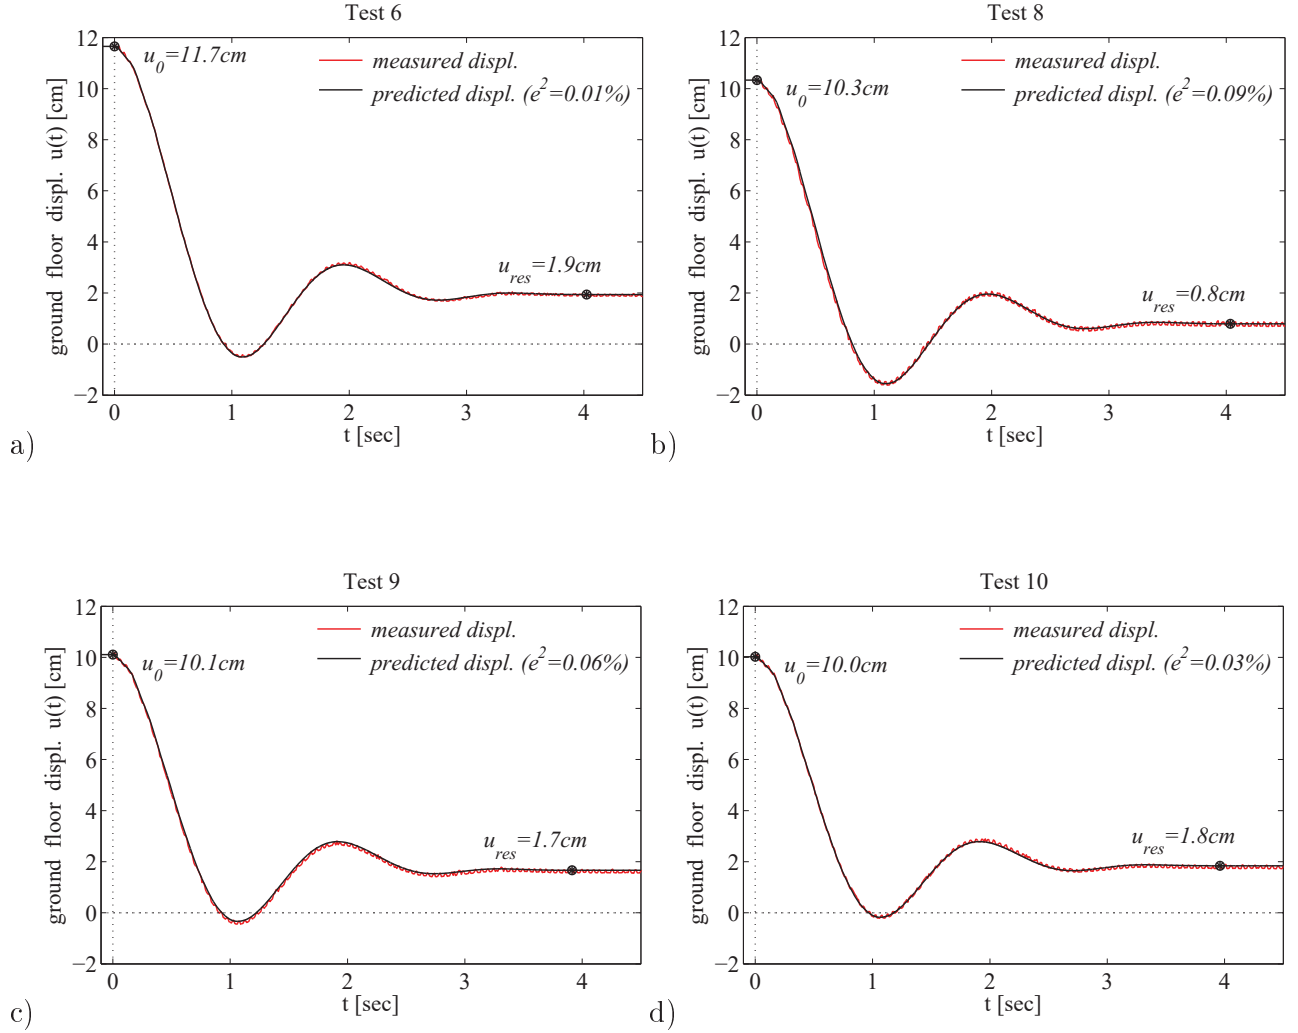 Test 6
12
10
8
6
4
2
0
−2
ground floor displ. u(t) [cm]
u0=11.7cm
measured displ.
predicted displ. (e2=0.01%)
ures=1.9cm
0 1 2 3 4
t [sec]
a)
Test 8
12
10
8
6
4
2
0
−2
ground floor displ. u(t) [cm]
u0=10.3cm
measured displ.
predicted displ. (e2=0.09%)
ures=0.8cm
0 1 2 3 4
t [sec]
b)
Test 9
12
10
8
6
4
2
0
−2
ground floor displ. u(t) [cm]
u0=10.1cm
measured displ.
predicted displ. (e2=0.06%)
ures=1.7cm
0 1 2 3 4
t [sec]
c)
Test 10
12
10
8
6
4
2
0
−2
ground floor displ. u(t) [cm]
u0=10.0cm
measured displ.
predicted displ. (e2=0.03%)
ures=1.8cm
0 1 2 3 4
t [sec]
d)